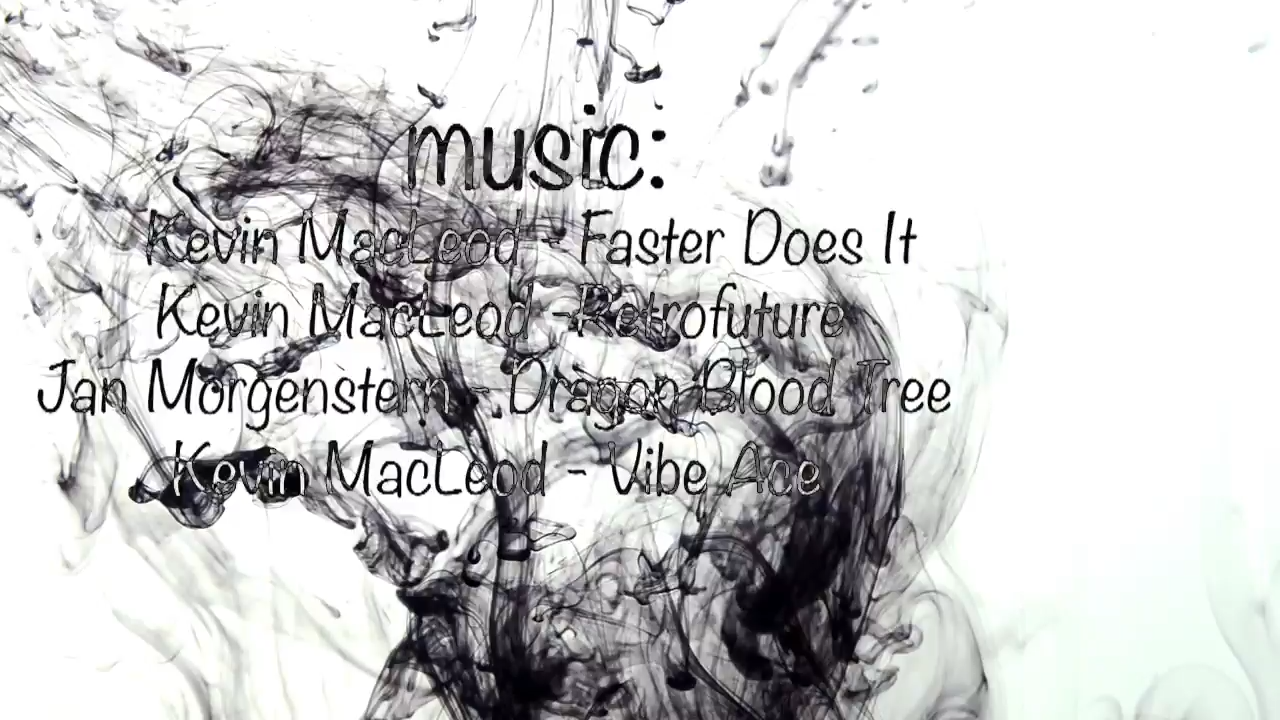 music:
Kevin MacLeod - Faster Does It
Kevin MacLeod - Retrofuture
Jan Morgenstern - Dragon Blood Tree
Kevin MacLeod - Vibe Ace